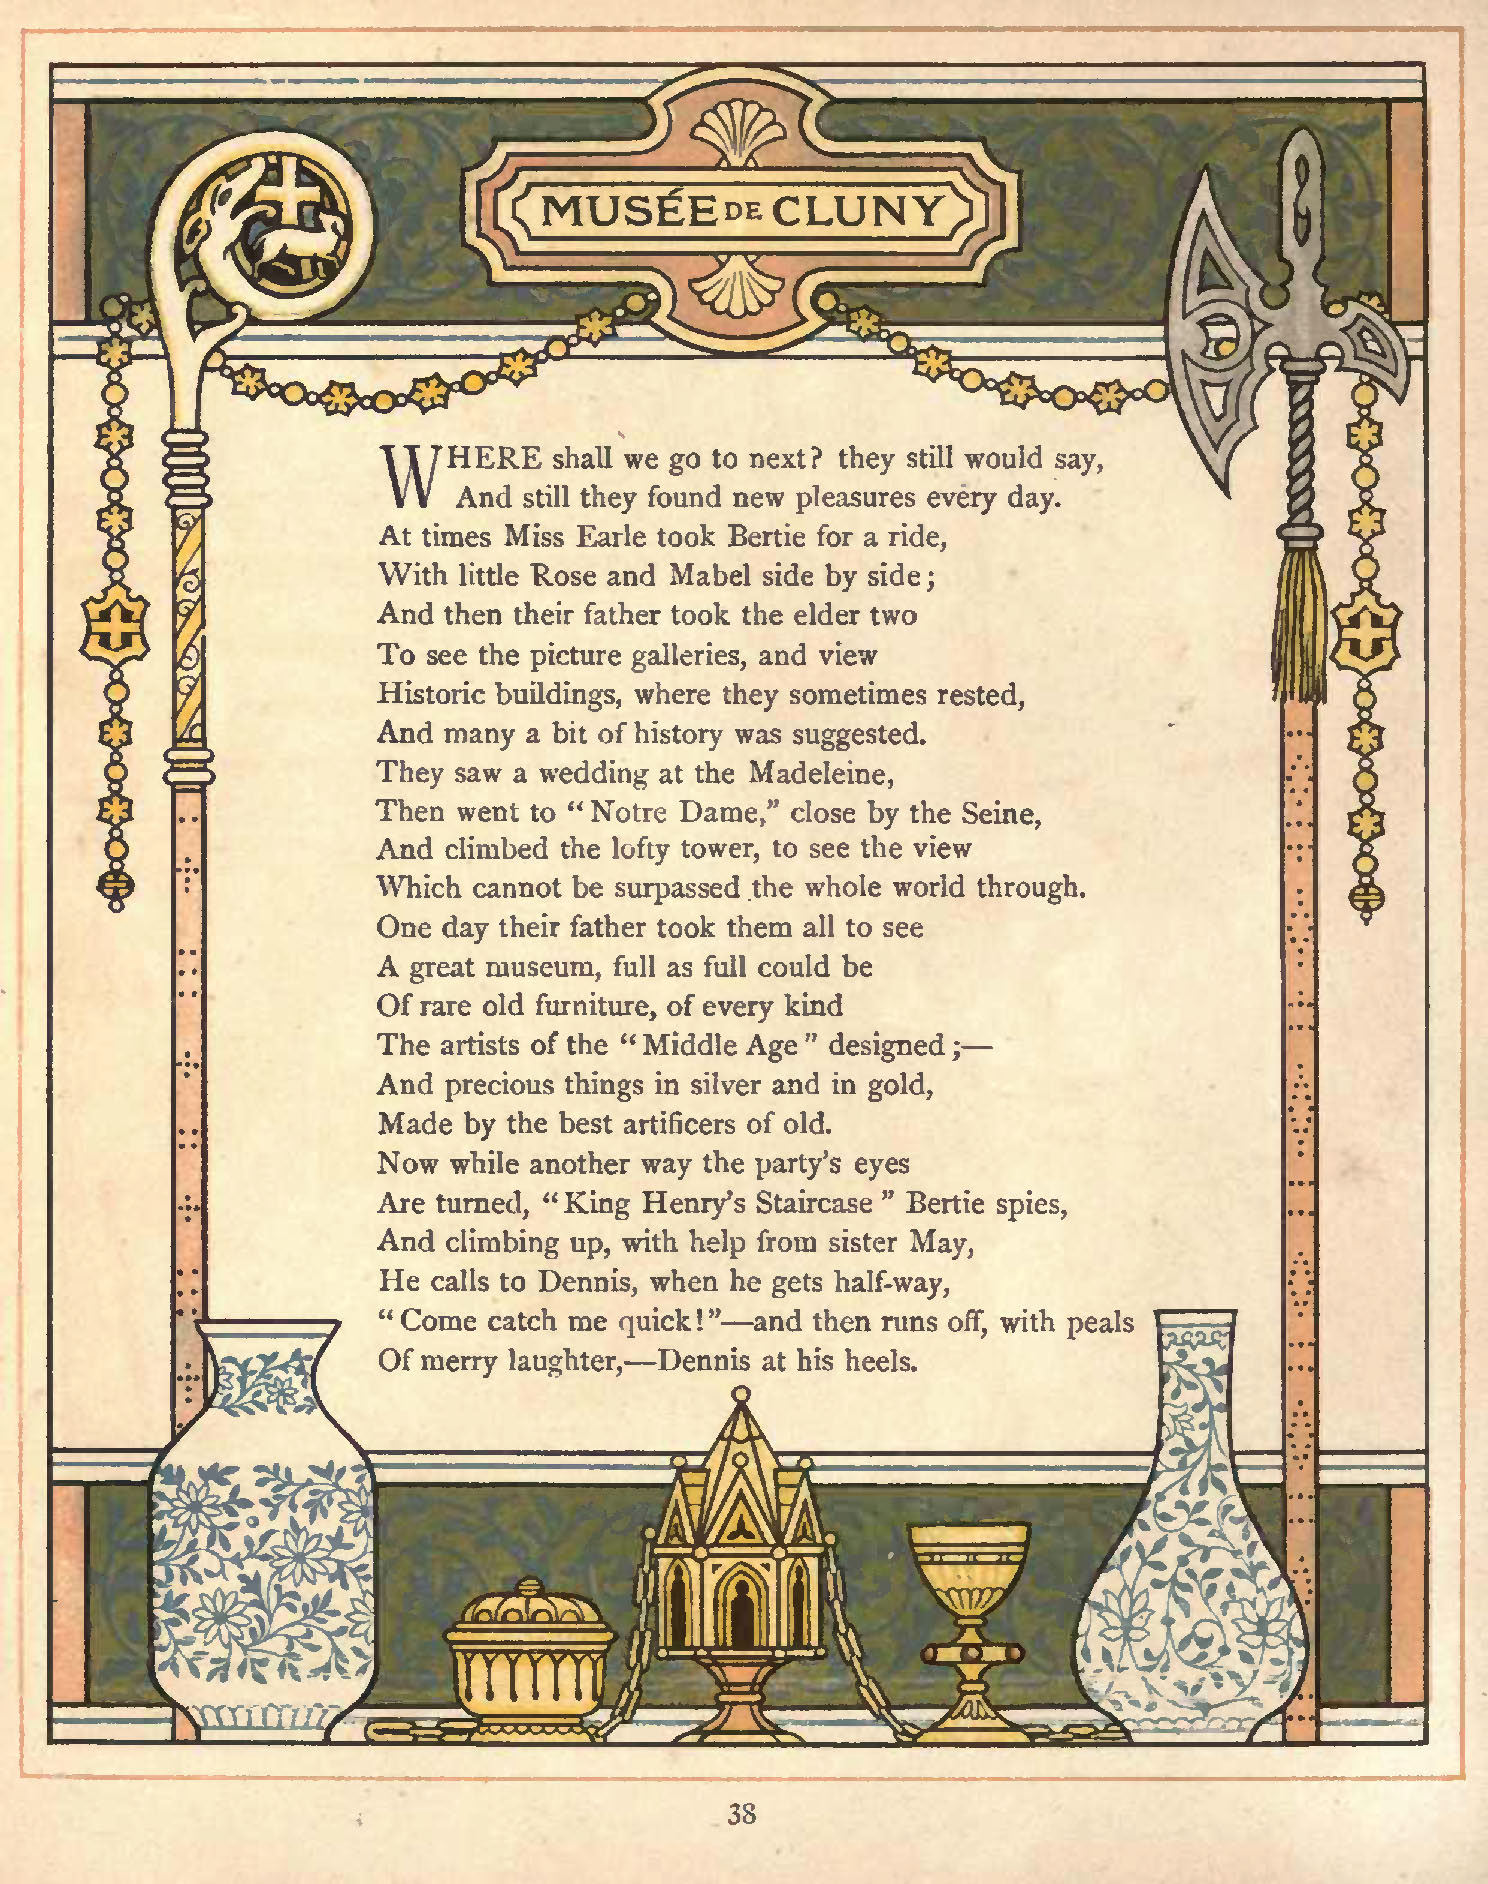 MUSÉE DE CLUNY
WHERE shall we go to next? they still would say,
And still they found new pleasures every day.
At times Miss Earle took Bertie for a ride,
With little Rose and Mabel side by side;
And then their father took the elder two
To see the picture galleries, and view
Historic buildings, where they sometimes rested,
And many a bit of history was suggested.
They saw a wedding at the Madeleine,
Then went to “Notre Dame,” close by the Seine,
And climbed the lofty tower, to see the view
Which cannot be surpassed the whole world through.
One day their father took them all to see
A great museum, full as full could be
Of rare old furniture, of every kind
The artists of the “Middle Age” designed;—
And precious things in silver and in gold,
Made by the best artificers of old.
Now while another way the party’s eyes
Are turned, “King Henry’s Staircase” Bertie spies,
And climbing up, with help from sister May,
He calls to Dennis, when he gets half-way,
“Come catch me quick!”—and then runs off, with peals
Of merry laughter,—Dennis at his heels.
38